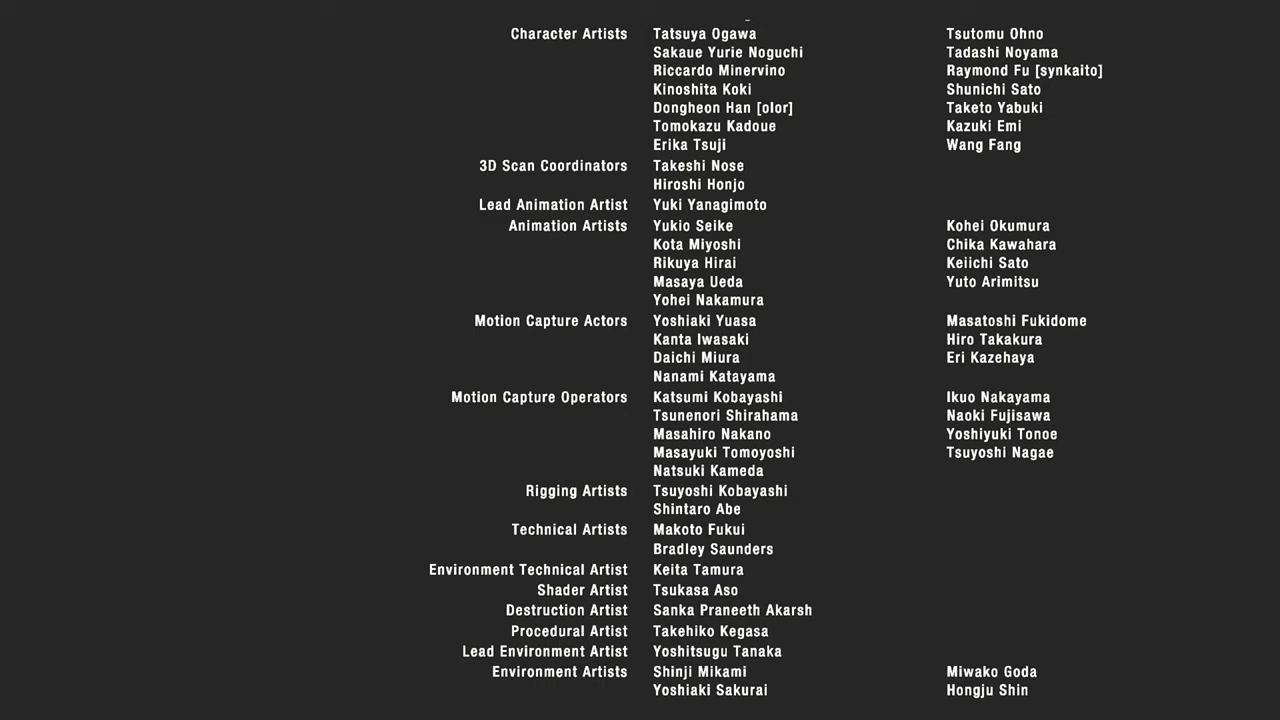 Character Artists Tatsuya Ogawa Tsutomu Ohno
Sakaue Yurie Noguchi Tadashi Noyama
Riccardo Minervino Raymond Fu [synkaito]
Kinoshita Koki Shunichi Sato
Dongheon Han [olor] Taketo Yabuki
Tomokazu Kadoue Kazuki Emi
Erika Tsuji Wang Fang
3D Scan Coordinators Takeshi Nose
Hiroshi Honjo
Lead Animation Artist Yuki Yanagimoto
Animation Artists Yukio Seike Kohei Okumura
Kota Miyoshi Chika Kawahara
Rikuya Hirai Keiichi Sato
Masaya Ueda Yuto Arimitsu
Yohei Nakamura
Motion Capture Actors Yoshiaki Yuasa Masatoshi Fukidome
Kanta Iwasaki Hiro Takakura
Daichi Miura Eri Kazehaya
Nanami Katayama
Motion Capture Operators Katsumi Kobayashi Ikuo Nakayama
Tsunenori Shirahama Naoki Fujisawa
Masahiro Nakano Yoshiyuki Tonoe
Masayuki Tomoyoshi Tsuyoshi Nagae
Natsuki Kameda
Rigging Artists Tsuyoshi Kobayashi
Shintaro Abe
Technical Artists Makoto Fukui
Bradley Saunders
Environment Technical Artist Keita Tamura
Shader Artist Tsukasa Aso
Destruction Artist Sanka Praneeth Akarsh
Procedural Artist Takehiko Kegasa
Lead Environment Artist Yoshitsugu Tanaka
Environment Artists Shinji Mikami Miwako Goda
Yoshiaki Sakurai Hongju Shin